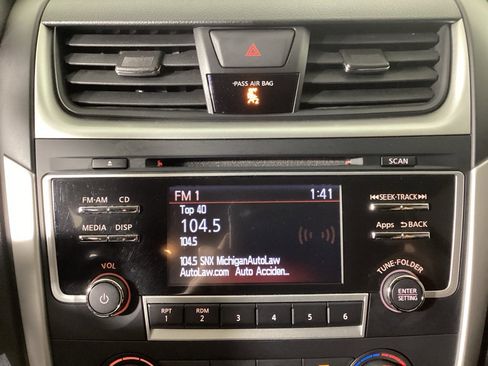 PASS AIR BAG
SCAN
FM·AM CD
MEDIA DISP
VOL
FM 1 1:41
Top 40
104.5
104.5
104.5 SNX MichiganAutoLaw
AutoLaw.com Auto Acciden...
SEEK·TRACK
Apps BACK
TUNE·FOLDER
ENTER
SETTING
RPT RDM
1 2 3 4 5 6